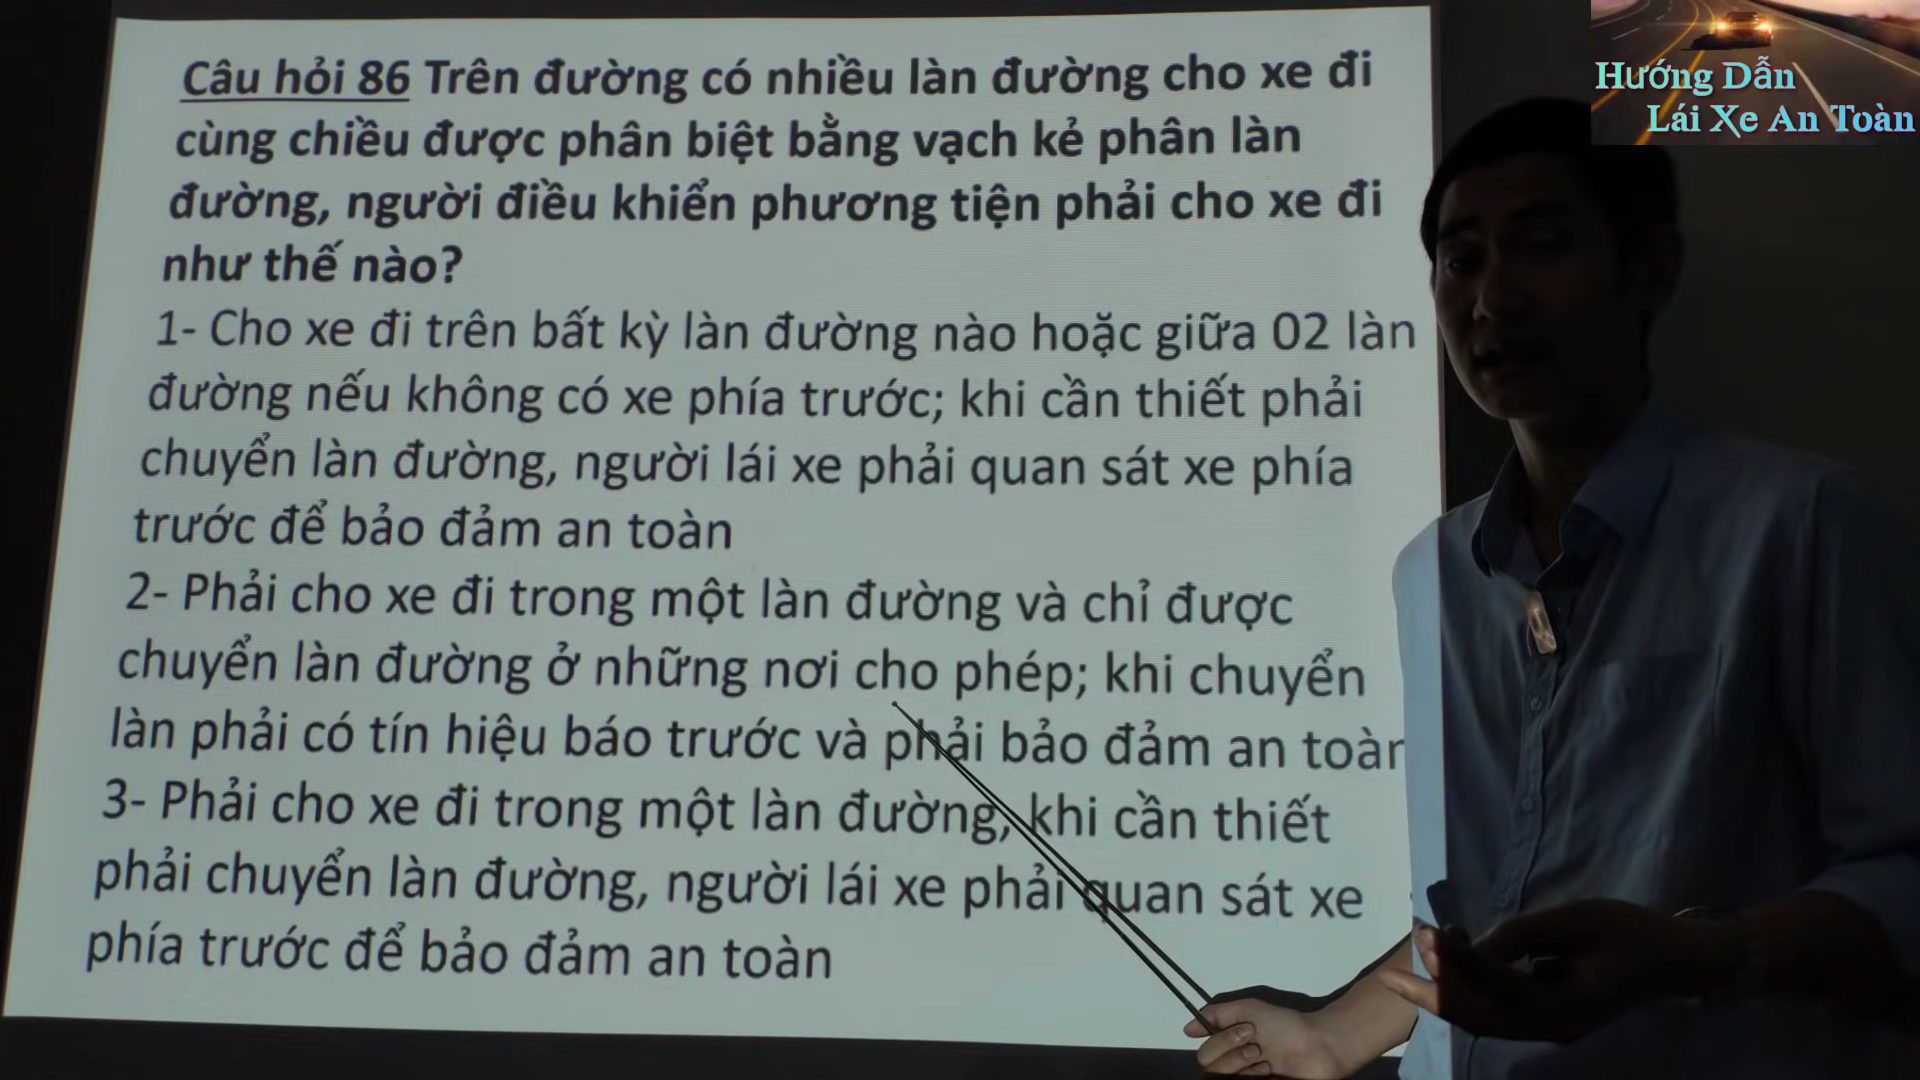 Hướng Dẫn
Lái Xe An Toàn
Câu hỏi 86 Trên đường có nhiều làn đường cho xe đi
cùng chiều được phân biệt bằng vạch kẻ phân làn
đường, người điều khiển phương tiện phải cho xe đi
như thế nào?
1- Cho xe đi trên bất kỳ làn đường nào hoặc giữa 02 làn
đường nếu không có xe phía trước; khi cần thiết phải
chuyển làn đường, người lái xe phải quan sát xe phía
trước để bảo đảm an toàn
2- Phải cho xe đi trong một làn đường và chỉ được
chuyển làn đường ở những nơi cho phép; khi chuyển
làn phải có tín hiệu báo trước và phải bảo đảm an toàn
3- Phải cho xe đi trong một làn đường, khi cần thiết
phải chuyển làn đường, người lái xe phải quan sát xe
phía trước để bảo đảm an toàn